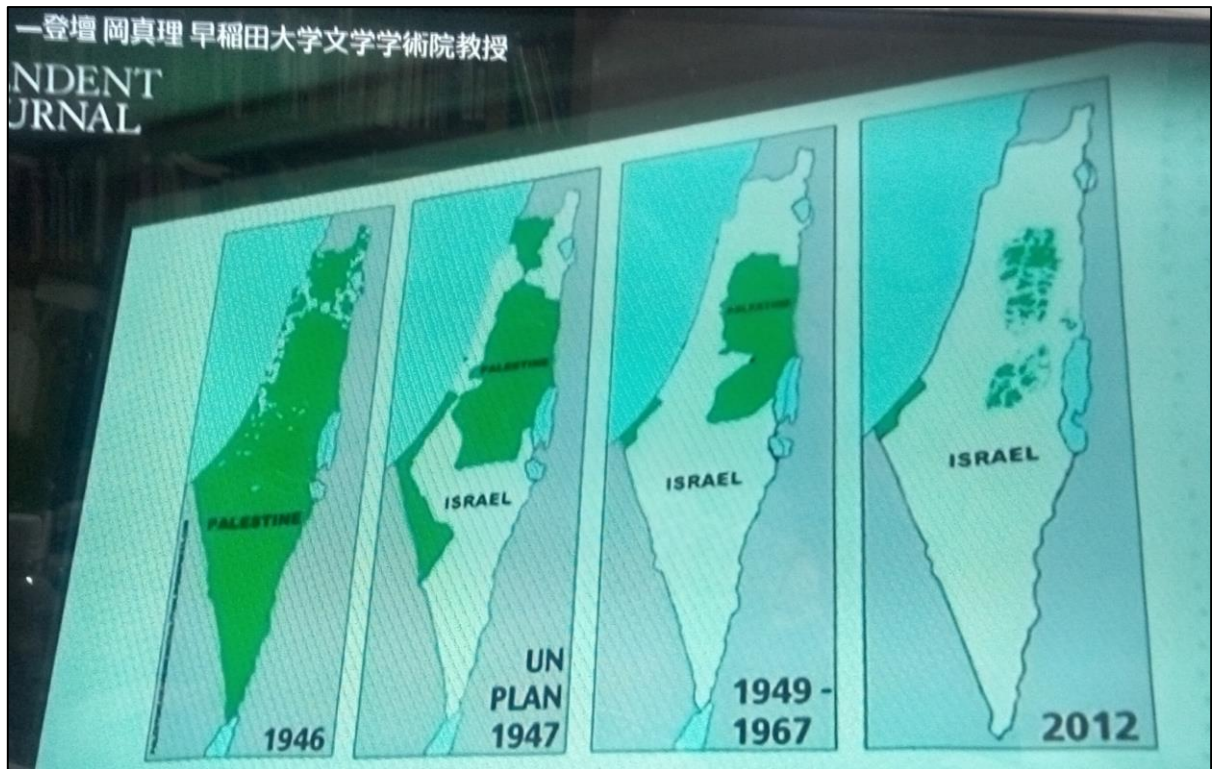 一登壇 岡真理 早稲田大学文学学術院教授
NDENT
URNAL
PALESTINE
1946
PALESTINE
ISRAEL
UN
PLAN
1947
PALESTINE
ISRAEL
1949 -
1967
ISRAEL
2012